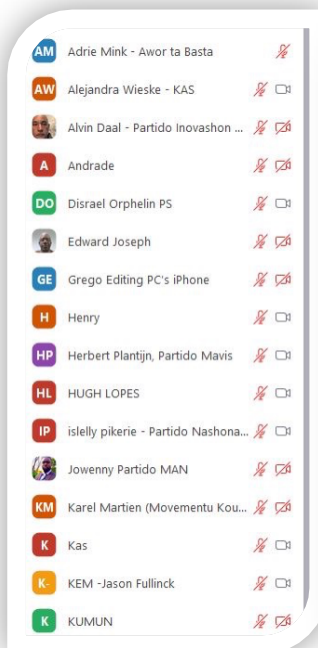 AM Adrie Mink - Awor ta Basta
AW Alejandra Wieske - KAS
Alvin Daal - Partido Inovashon ...
A Andrade
DO Disrael Orphelin PS
Edward Joseph
GE Grego Editing PC's iPhone
H Henry
HP Herbert Plantijn, Partido Mavis
HL HUGH LOPES
IP islelly pikerie - Partido Nashona...
Jowenny Partido MAN
KM Karel Martien (Movementu Kou...
K Kas
K- KEM -Jason Fullinck
K KUMUN